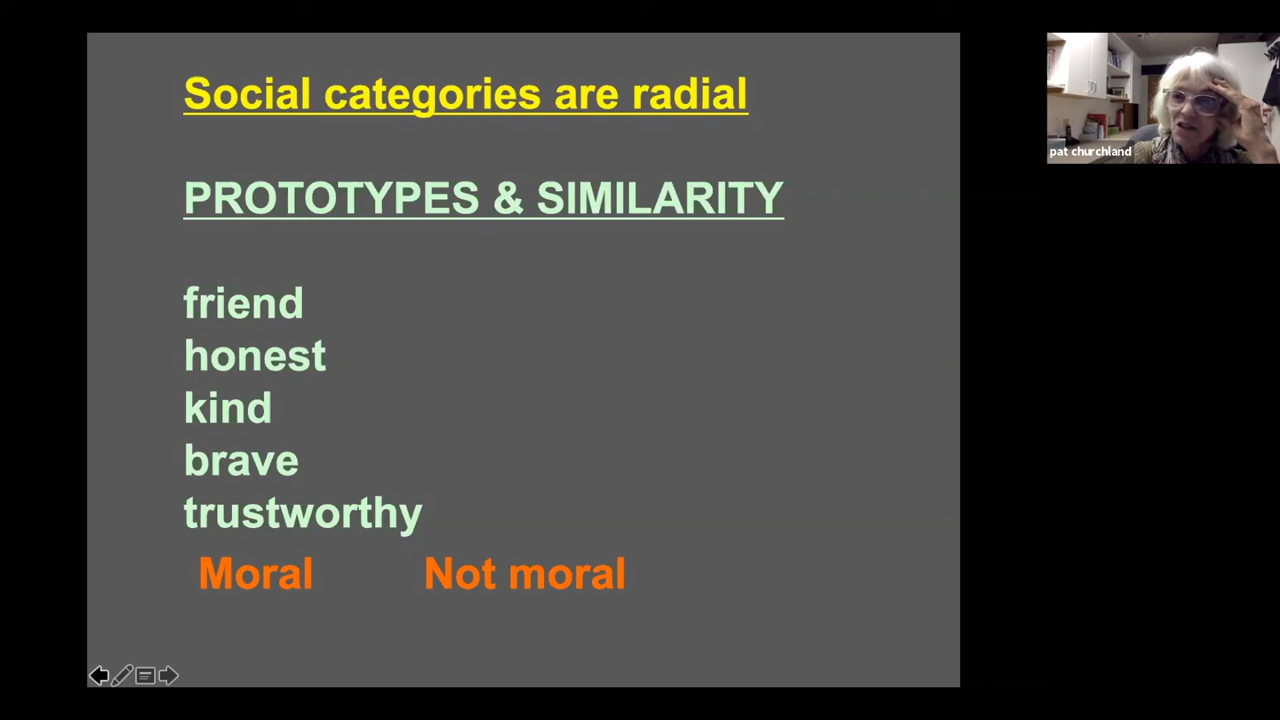 Social categories are radial
PROTOTYPES & SIMILARITY
friend
honest
kind
brave
trustworthy
Moral Not moral
pat churchland